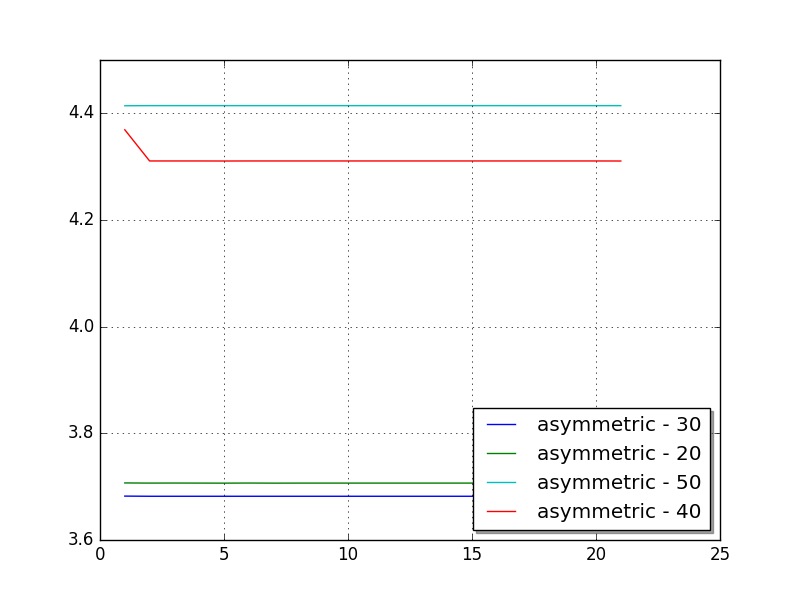 4.4
4.2
4.0
3.8
3.6
0 5 10 15 20 25
asymmetric - 30
asymmetric - 20
asymmetric - 50
asymmetric - 40